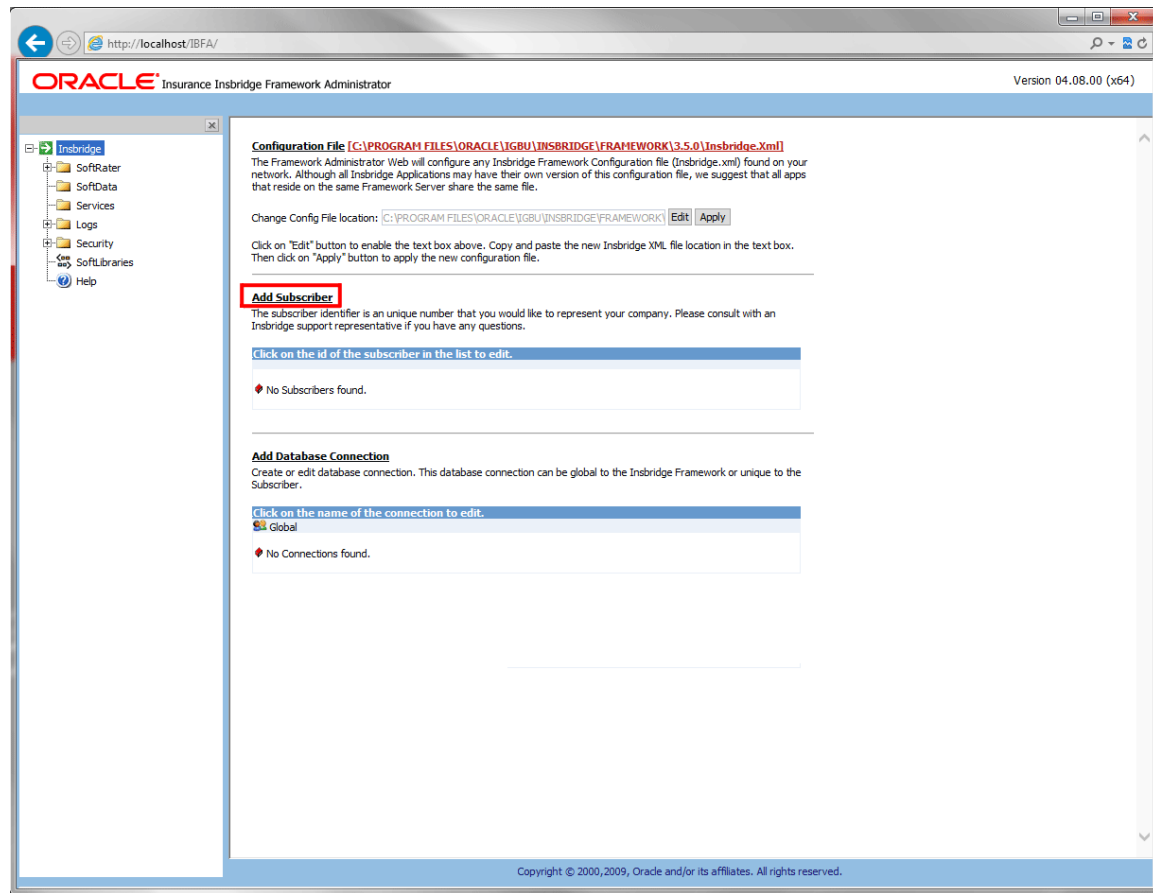 http://localhost/IBFA/
ORACLE® Insurance Insbridge Framework Administrator
Version 04.08.00 (x64)
Insbridge
SoftRater
SoftData
Services
Logs
Security
SoftLibraries
Help
Configuration File [C:\PROGRAM FILES\ORACLE\IGBU\INSBRIDGE\FRAMEWORK\3.5.0\Insbridge.Xml]
The Framework Administrator Web will configure any Insbridge Framework Configuration file (Insbridge.xml) found on your
network. Although all Insbridge Applications may have their own version of this configuration file, we suggest that all apps
that reside on the same Framework Server share the same file.
Change Config File location: C:\PROGRAM FILES\ORACLE\IGBU\INSBRIDGE\FRAMEWORK\ Edit Apply
Click on "Edit" button to enable the text box above. Copy and paste the new Insbridge XML file location in the text box.
Then click on "Apply" button to apply the new configuration file.
Add Subscriber
The subscriber identifier is an unique number that you would like to represent your company. Please consult with an
Insbridge support representative if you have any questions.
Click on the id of the subscriber in the list to edit.
No Subscribers found.
Add Database Connection
Create or edit database connection. This database connection can be global to the Insbridge Framework or unique to the
Subscriber.
Click on the name of the connection to edit.
Global
No Connections found.
Copyright © 2000,2009, Oracle and/or its affiliates. All rights reserved.